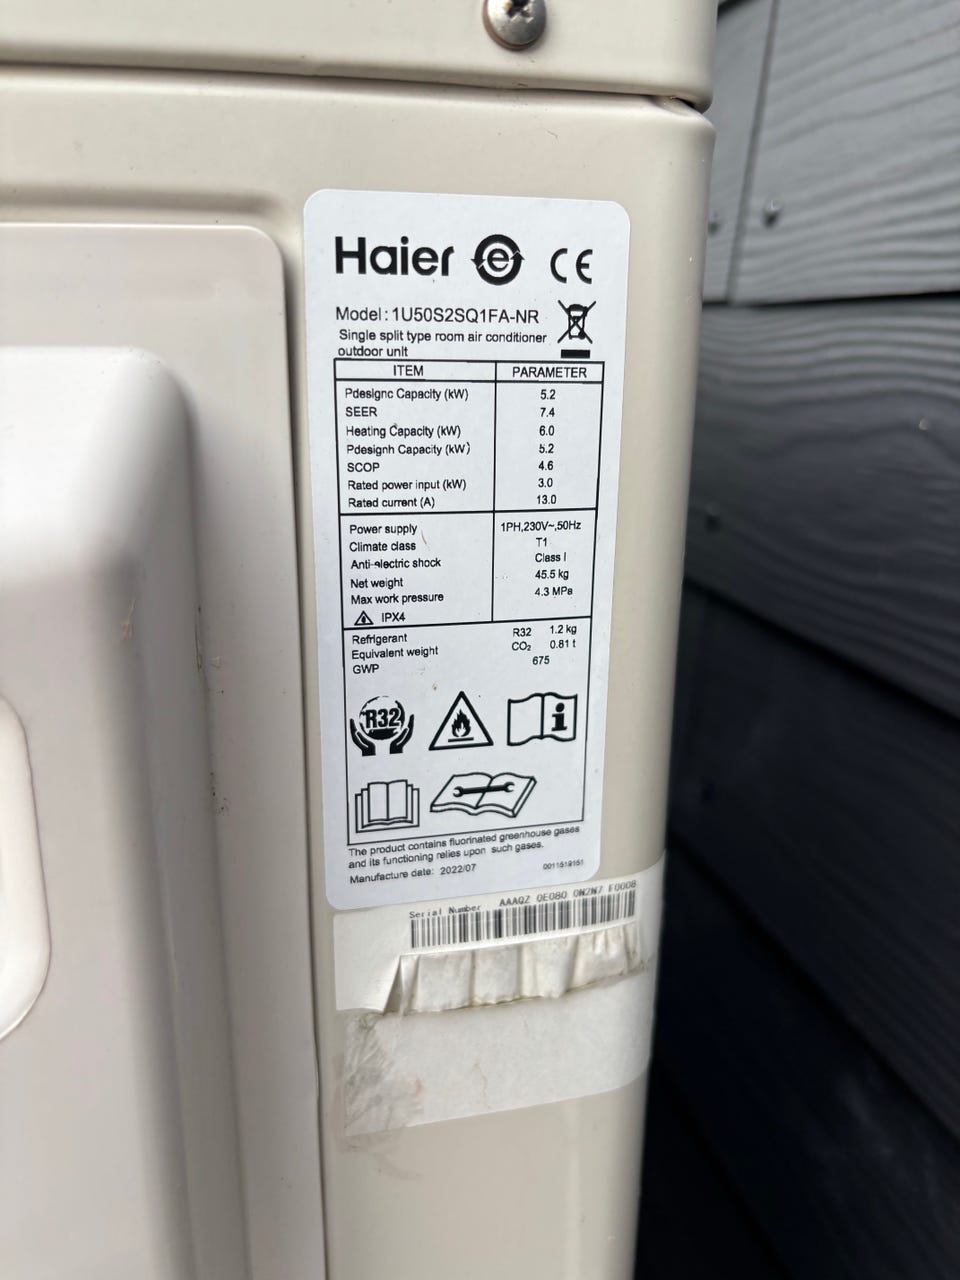 Haier e CE
Model: 1U50S2SQ1FA-NR
Single split type room air conditioner
outdoor unit
ITEM PARAMETER
Pdesignc Capacity (kW) 5.2
SEER 7.4
Heating Capacity (kW) 6.0
Pdesignh Capacity (kW) 5.2
SCOP 4.6
Rated power input (kW) 3.0
Rated current (A) 13.0
Power supply 1PH,230V~,50Hz
Climate class T1
Anti-electric shock Class I
Net weight 45.5 kg
Max work pressure 4.3 MPa
IPX4
Refrigerant R32 1.2 kg
Equivalent weight CO₂ 0.81 t
GWP 675
R32
The product contains fluorinated greenhouse gases
and its functioning relies upon such gases.
Manufacture date: 2022/07
Serial Number AAAQZ 0E080 0N2N7 E0008